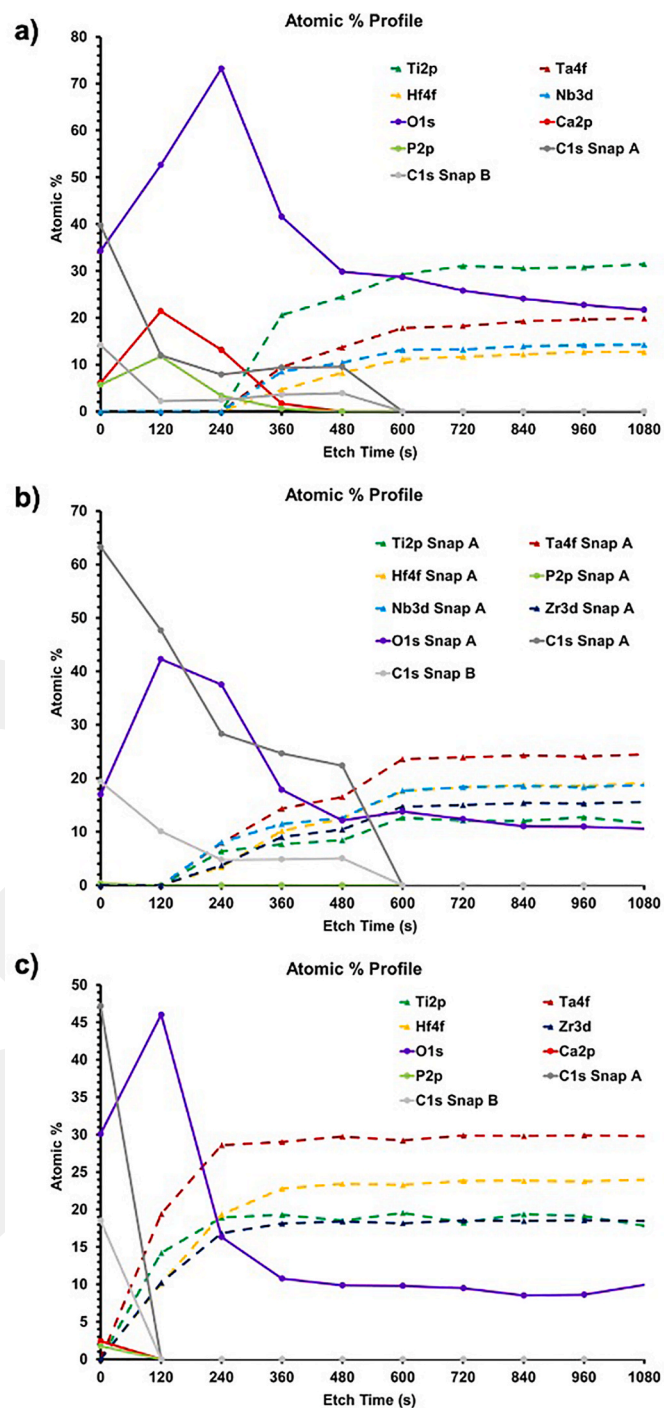 a)
Atomic % Profile
80
70
60
50
40
30
20
10
0
Atomic %
Ti2p Ta4f
Hf4f Nb3d
O1s Ca2p
P2p C1s Snap A
C1s Snap B
0 120 240 360 480 600 720 840 960 1080
Etch Time (s)
b)
Atomic % Profile
70
60
50
40
30
20
10
0
Atomic %
Ti2p Snap A Ta4f Snap A
Hf4f Snap A P2p Snap A
Nb3d Snap A Zr3d Snap A
O1s Snap A C1s Snap A
C1s Snap B
0 120 240 360 480 600 720 840 960 1080
Etch Time (s)
c)
Atomic % Profile
50
45
40
35
30
25
20
15
10
5
0
Atomic %
Ti2p Ta4f
Hf4f Zr3d
O1s Ca2p
P2p C1s Snap A
C1s Snap B
0 120 240 360 480 600 720 840 960 1080
Etch Time (s)